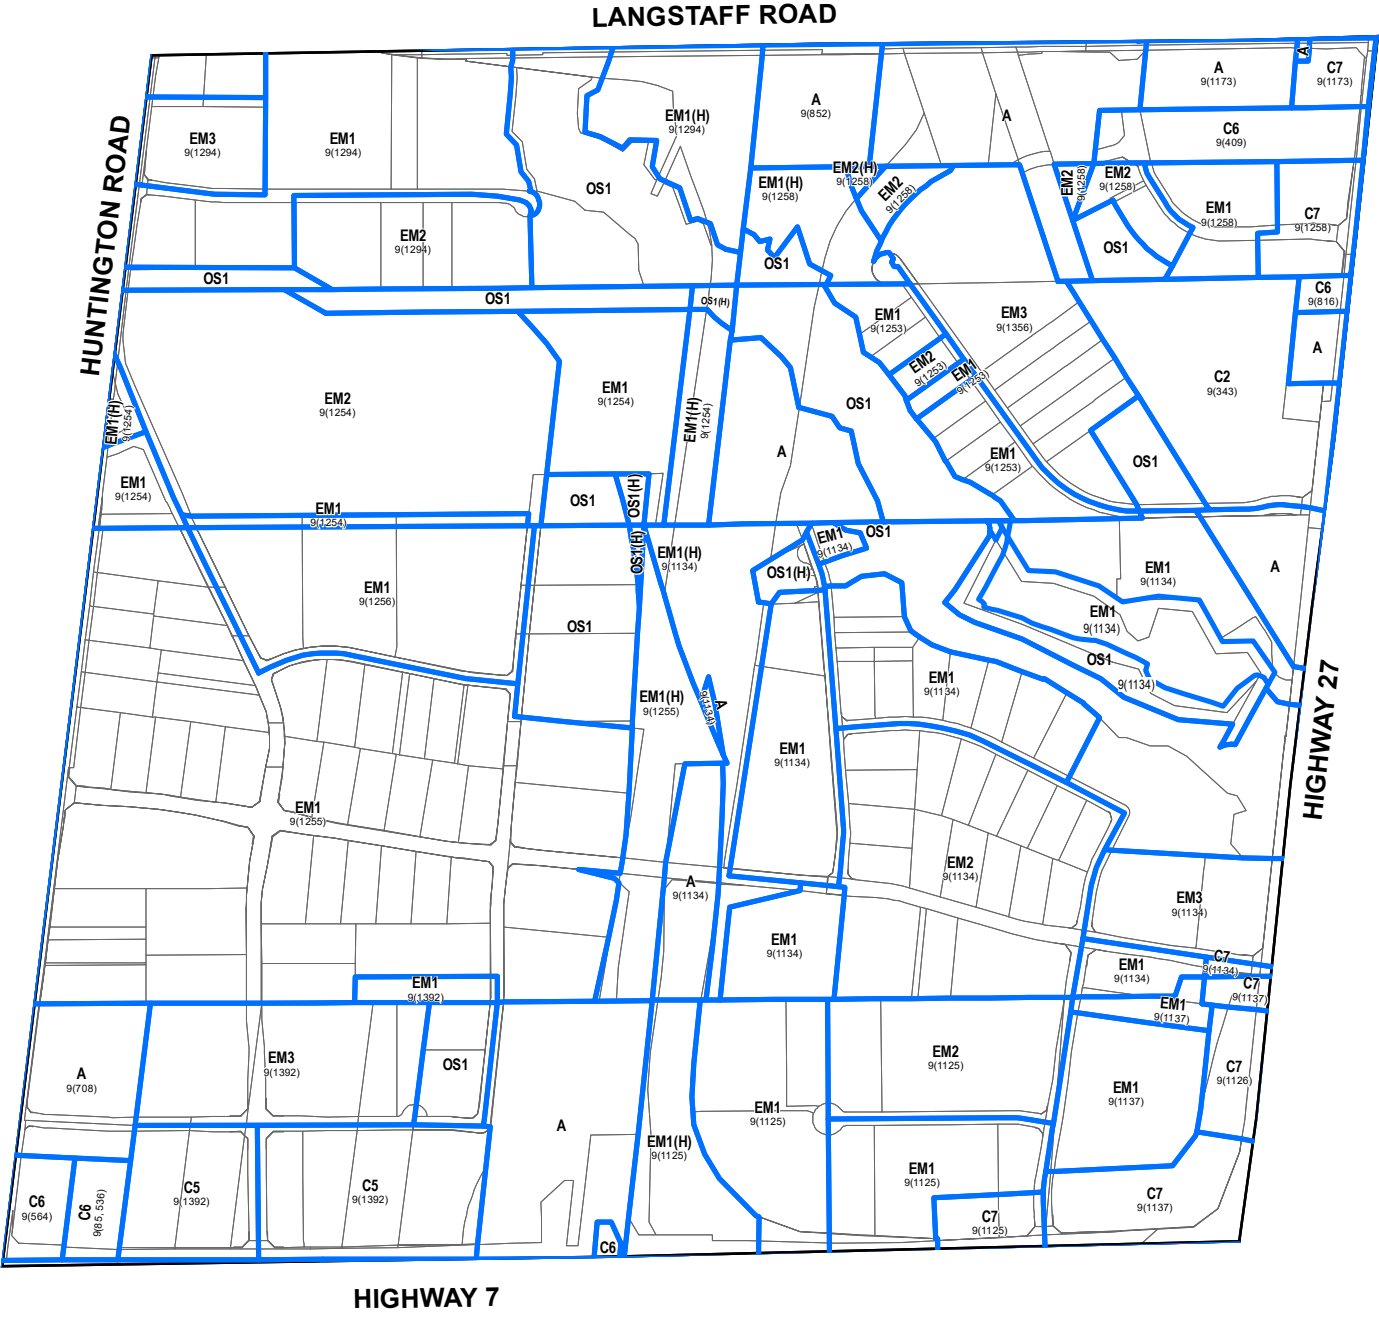 LANGSTAFF ROAD
A
9(1173)
A
C7
9(1173)
EM3
9(1294)
EM1
9(1294)
EM1(H)
9(1294)
A
9(852)
A
C6
9(409)
OS1
EM1(H)
9(1258)
EM2(H)
9(1258)
EM2
9(1258)
EM2
9(1258)
EM2
9(1258)
EM1
9(1258)
C7
9(1258)
HUNTINGTON ROAD
EM2
9(1294)
OS1
OS1
OS1
OS1
OS1(H)
C6
9(816)
EM1
9(1253)
EM3
9(1356)
A
EM2
9(1253)
EM1
9(1253)
C2
9(343)
EM2
9(1254)
EM1
9(1254)
EM1(H)
9(1254)
EM1(H)
9(1254)
OS1
A
EM1
9(1253)
OS1
EM1
9(1254)
OS1
OS1(H)
EM1
9(1254)
OS1(H)
EM1(H)
9(1134)
EM1
9(1134)
OS1
OS1(H)
EM1
9(1134)
A
EM1
9(1256)
EM1
9(1134)
OS1
OS1
9(1134)
EM1
9(1134)
EM1(H)
9(1255)
A
9(1134)
HIGHWAY 27
EM1
9(1134)
EM1
9(1255)
EM2
9(1134)
A
9(1134)
EM3
9(1134)
EM1
9(1134)
C7
9(1134)
EM1
9(1134)
C7
9(1137)
EM1
9(1392)
EM1
9(1137)
A
9(708)
EM3
9(1392)
OS1
EM2
9(1125)
C7
9(1126)
EM1
9(1137)
A
EM1
9(1125)
EM1(H)
9(1125)
EM1
9(1125)
C6
9(564)
C6
9(85, 536)
C5
9(1392)
C5
9(1392)
C7
9(1137)
C7
9(1125)
C6
HIGHWAY 7